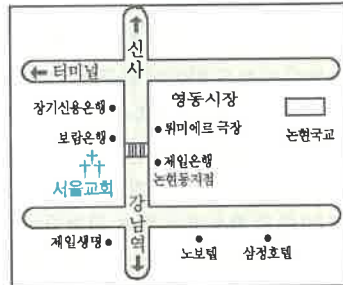 신사
← 터미널
장기신용은행
영동시장
보람은행
뤼미에르 극장
논현국교
제일은행
논현동지점
서울교회
강남역
제일생명
노보텔
삼정호텔